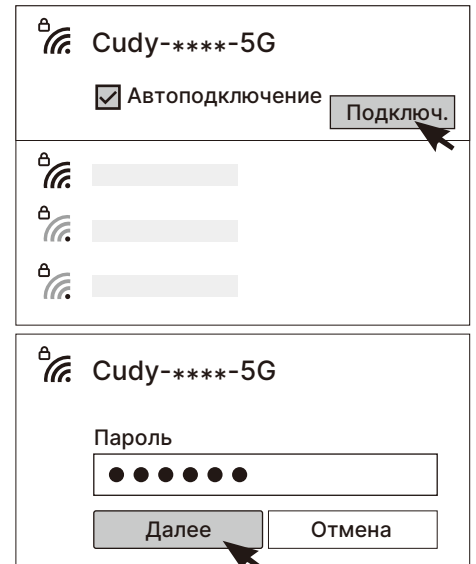 Cudy-****-5G
Автоподключение
Подключ.
Cudy-****-5G
Пароль
Далее
Отмена